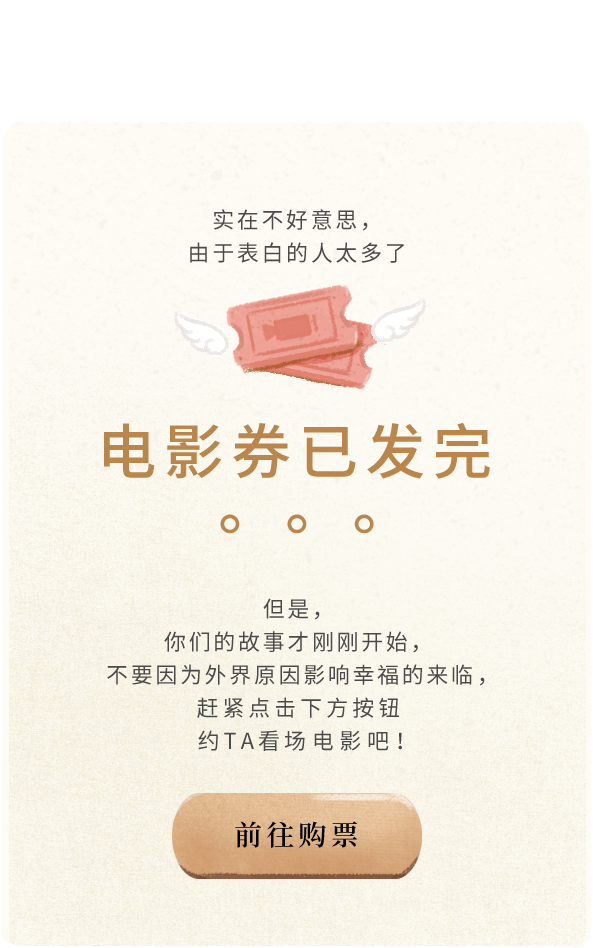 实在不好意思，
由于表白的人太多了
电影券已发完
但是，
你们的故事才刚刚开始，
不要因为外界原因影响幸福的来临，
赶紧点击下方按钮
约TA看场电影吧！
前往购票